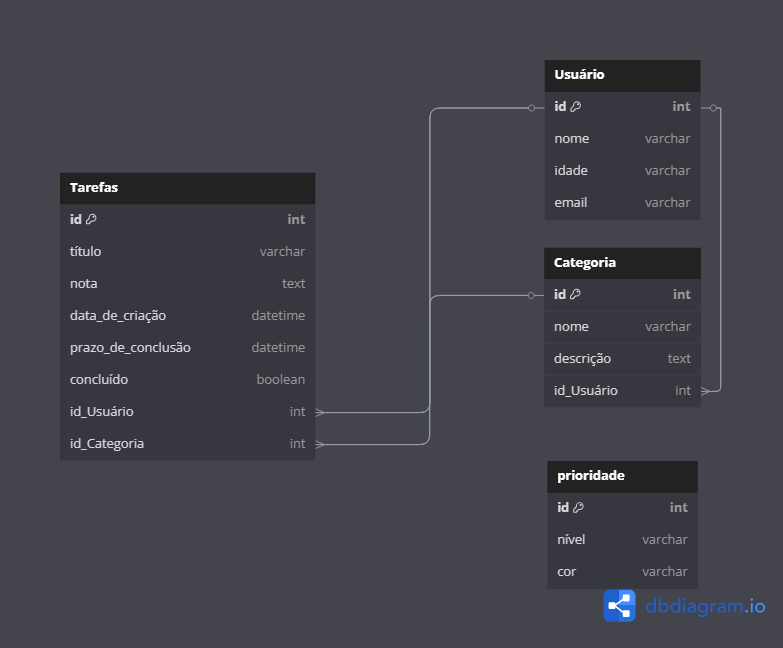 Tarefas
id int
título varchar
nota text
data_de_criação datetime
prazo_de_conclusão datetime
concluído boolean
id_Usuário int
id_Categoria int
Usuário
id int
nome varchar
idade varchar
email varchar
Categoria
id int
nome varchar
descrição text
id_Usuário int
prioridade
id int
nível varchar
cor varchar
dbdiagram.io